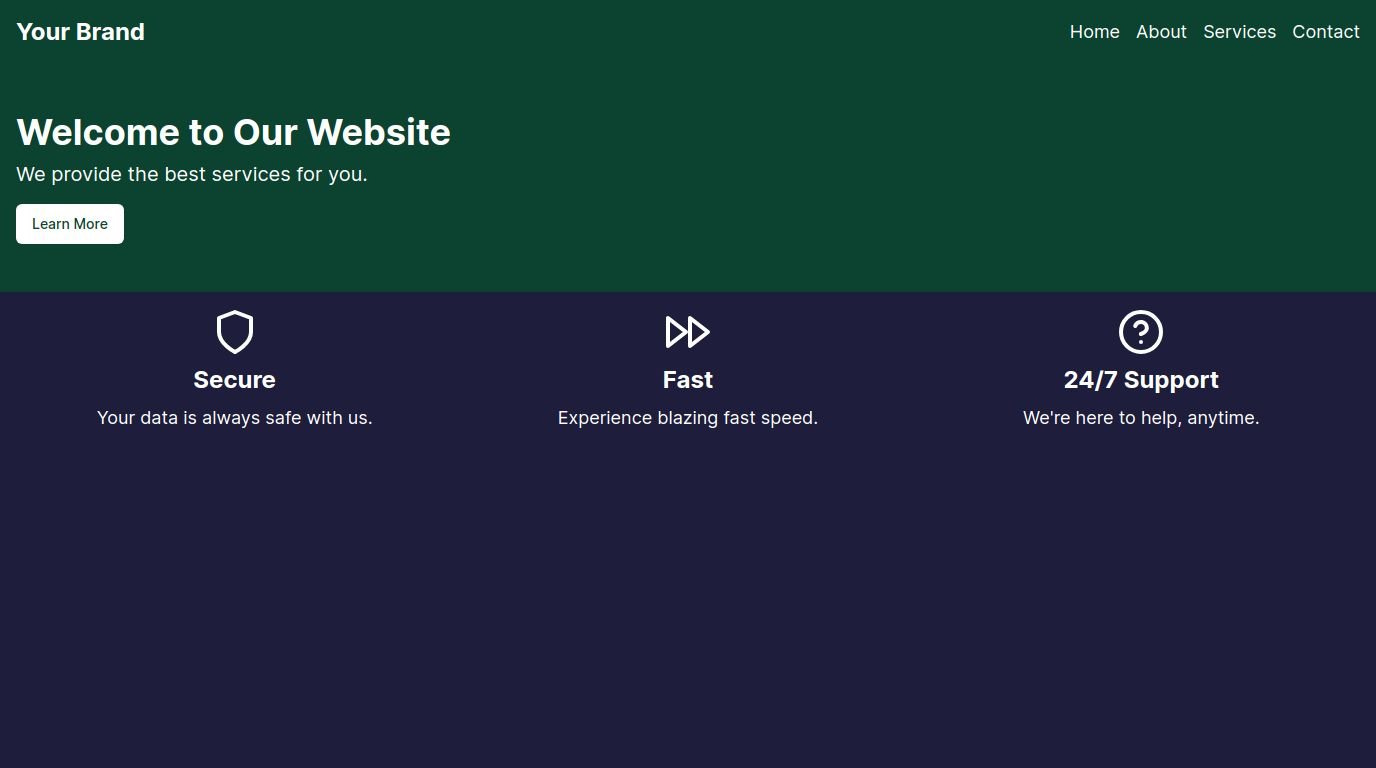 Your Brand
Home About Services Contact
Welcome to Our Website
We provide the best services for you.
Learn More
Secure
Your data is always safe with us.
Fast
Experience blazing fast speed.
24/7 Support
We're here to help, anytime.